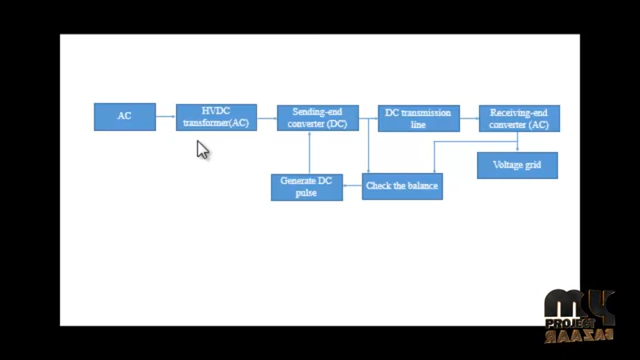 AC
HVDC
transformer(AC)
Sending-end
converter (DC)
DC transmission
line
Receiving-end
converter (AC)
Voltage grid
Generate DC
pulse
Check the balance
MY
PROJECT
BAZAAR